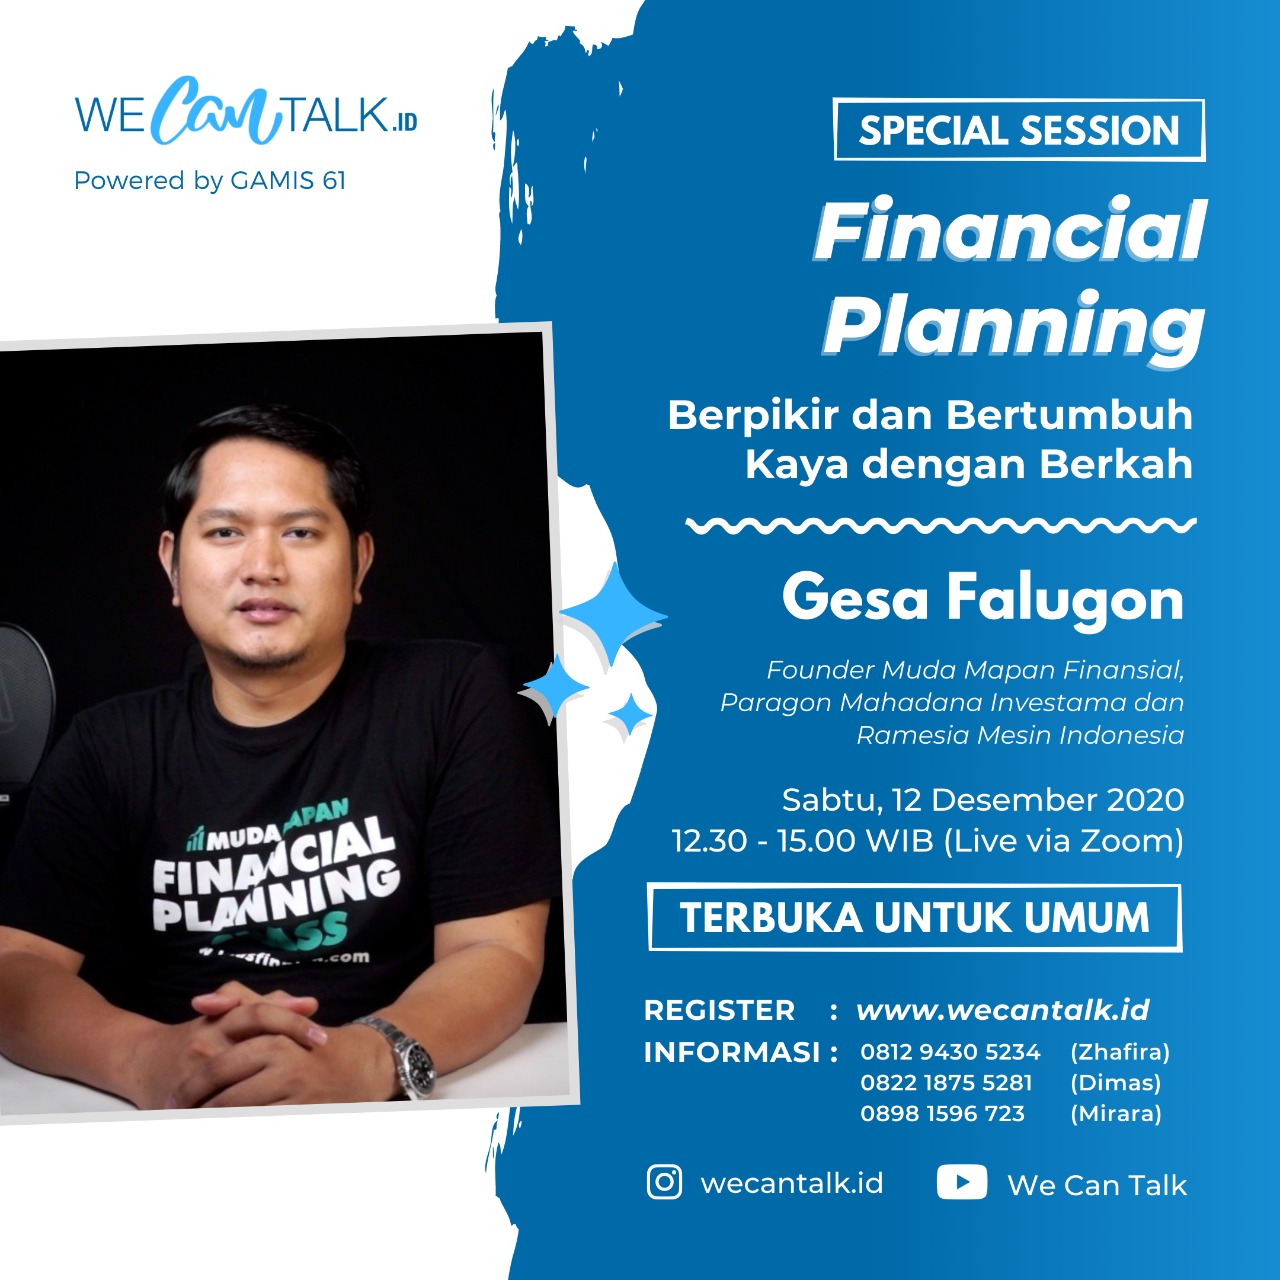 WE Can TALK.ID
Powered by GAMIS 61
SPECIAL SESSION
Financial
Planning
Berpikir dan Bertumbuh
Kaya dengan Berkah
Gesa Falugon
Founder Muda Mapan Finansial,
Paragon Mahadana Investama dan
Ramesia Mesin Indonesia
Sabtu, 12 Desember 2020
12.30 - 15.00 WIB (Live via Zoom)
TERBUKA UNTUK UMUM
REGISTER : www.wecantalk.id
INFORMASI : 0812 9430 5234 (Zhafira)
0822 1875 5281 (Dimas)
0898 1596 723 (Mirara)
wecantalk.id We Can Talk
MUDAMAPAN
FINANCIAL
PLANNING